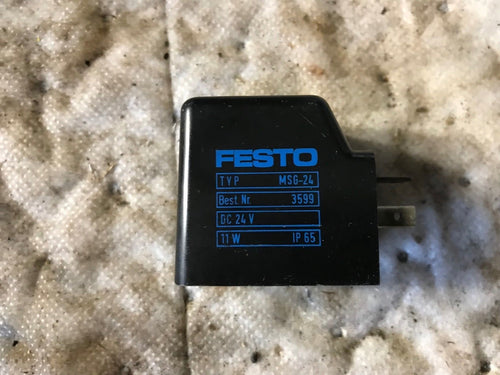 FESTO
TYP MSG-24
Best. Nr. 3599
DC 24 V
11 W IP 65